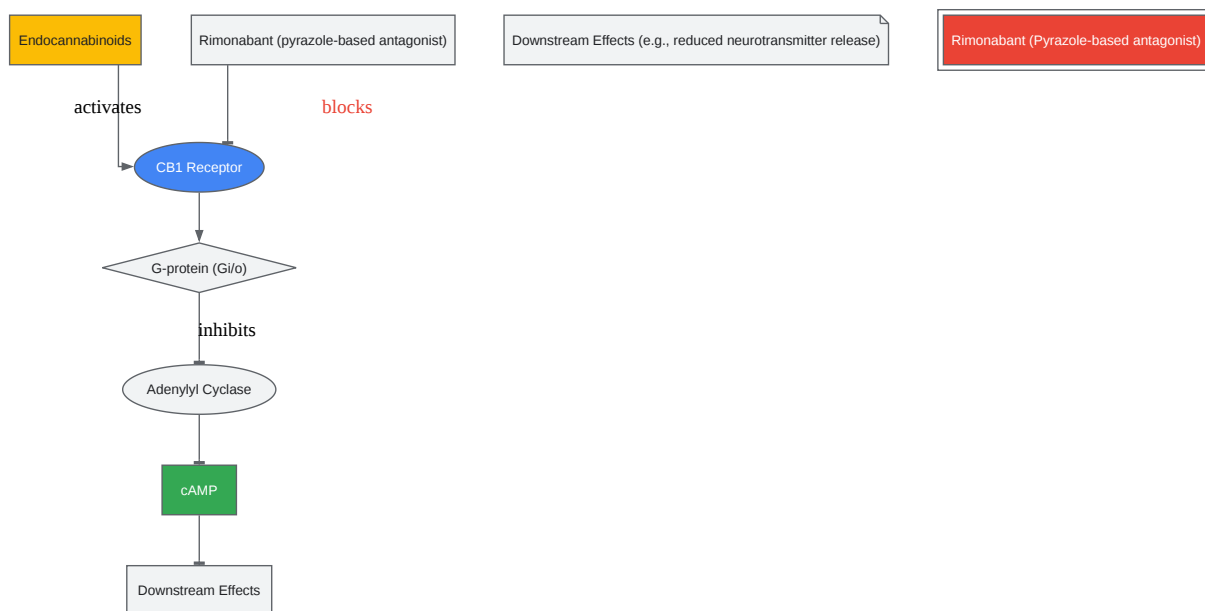 Endocannabinoids
Rimonabant (pyrazole-based antagonist)
Downstream Effects (e.g., reduced neurotransmitter release)
Rimonabant (Pyrazole-based antagonist)
activates
blocks
CB1 Receptor
G-protein (Gi/o)
inhibits
Adenylyl Cyclase
cAMP
Downstream Effects